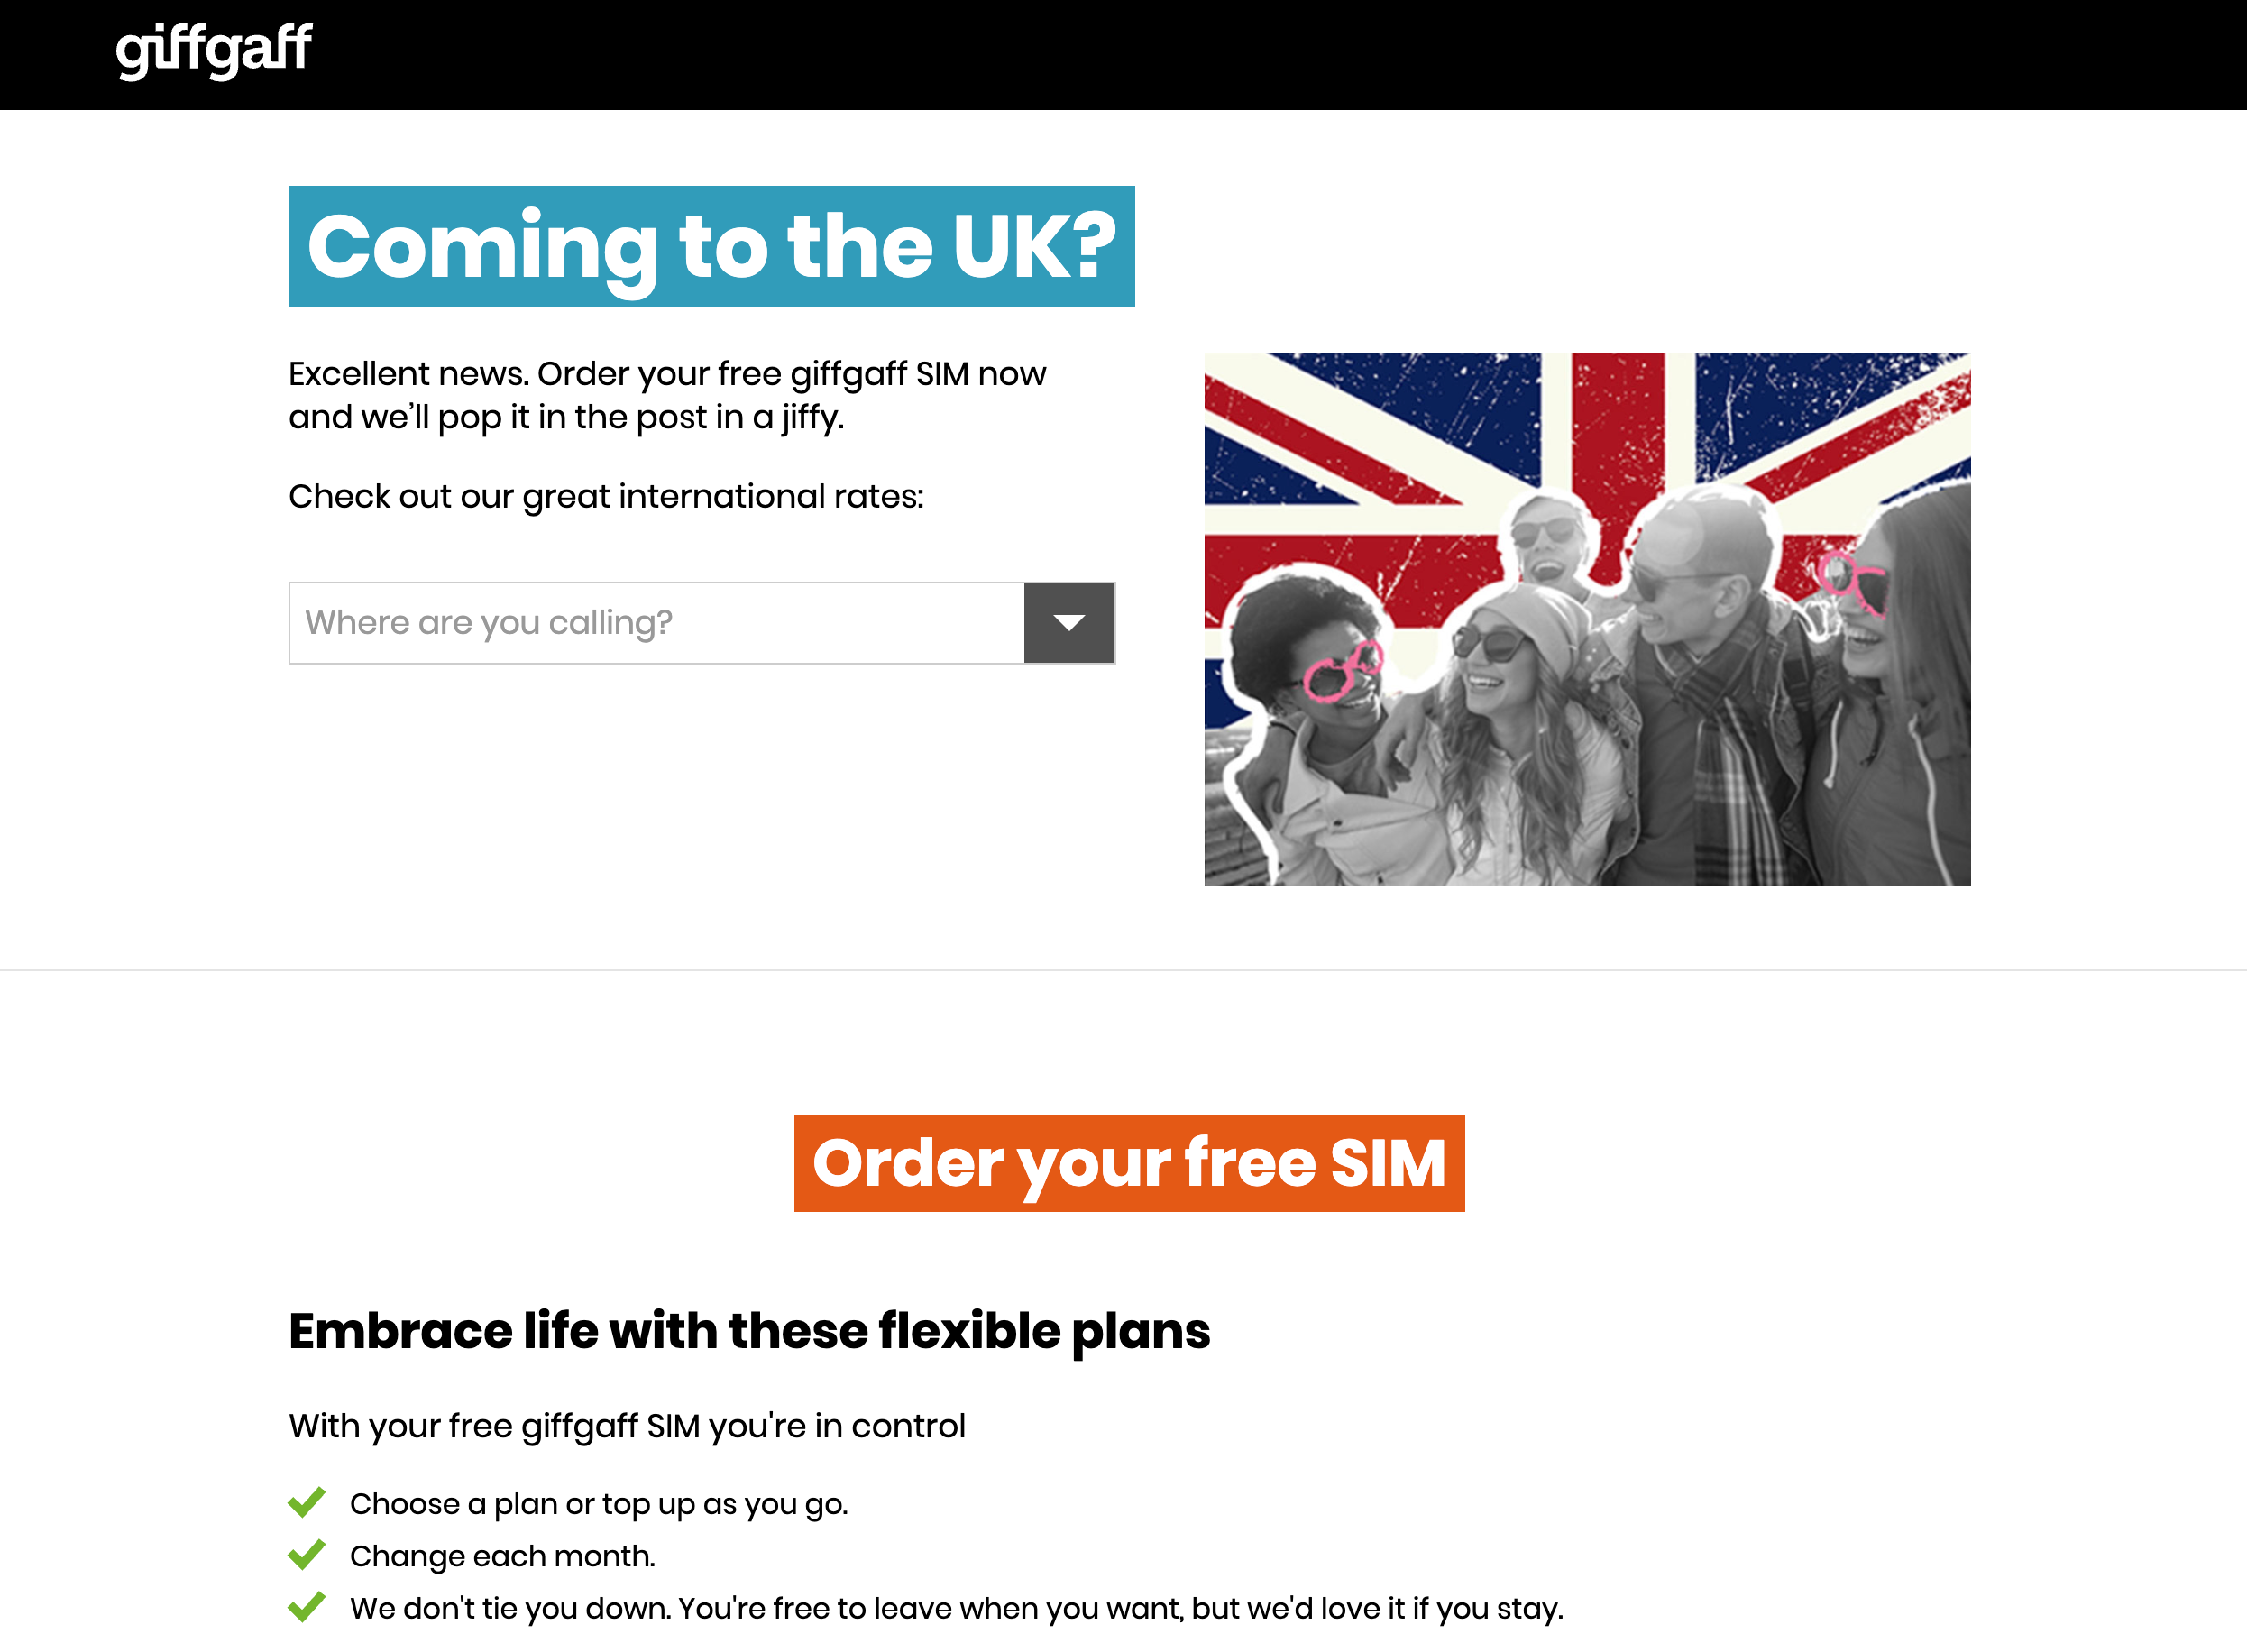 giffgaff
Coming to the UK?
Excellent news. Order your free giffgaff SIM now
and we’ll pop it in the post in a jiffy.
Check out our great international rates:
Where are you calling?
Order your free SIM
Embrace life with these flexible plans
With your free giffgaff SIM you're in control
Choose a plan or top up as you go.
Change each month.
We don't tie you down. You're free to leave when you want, but we'd love it if you stay.